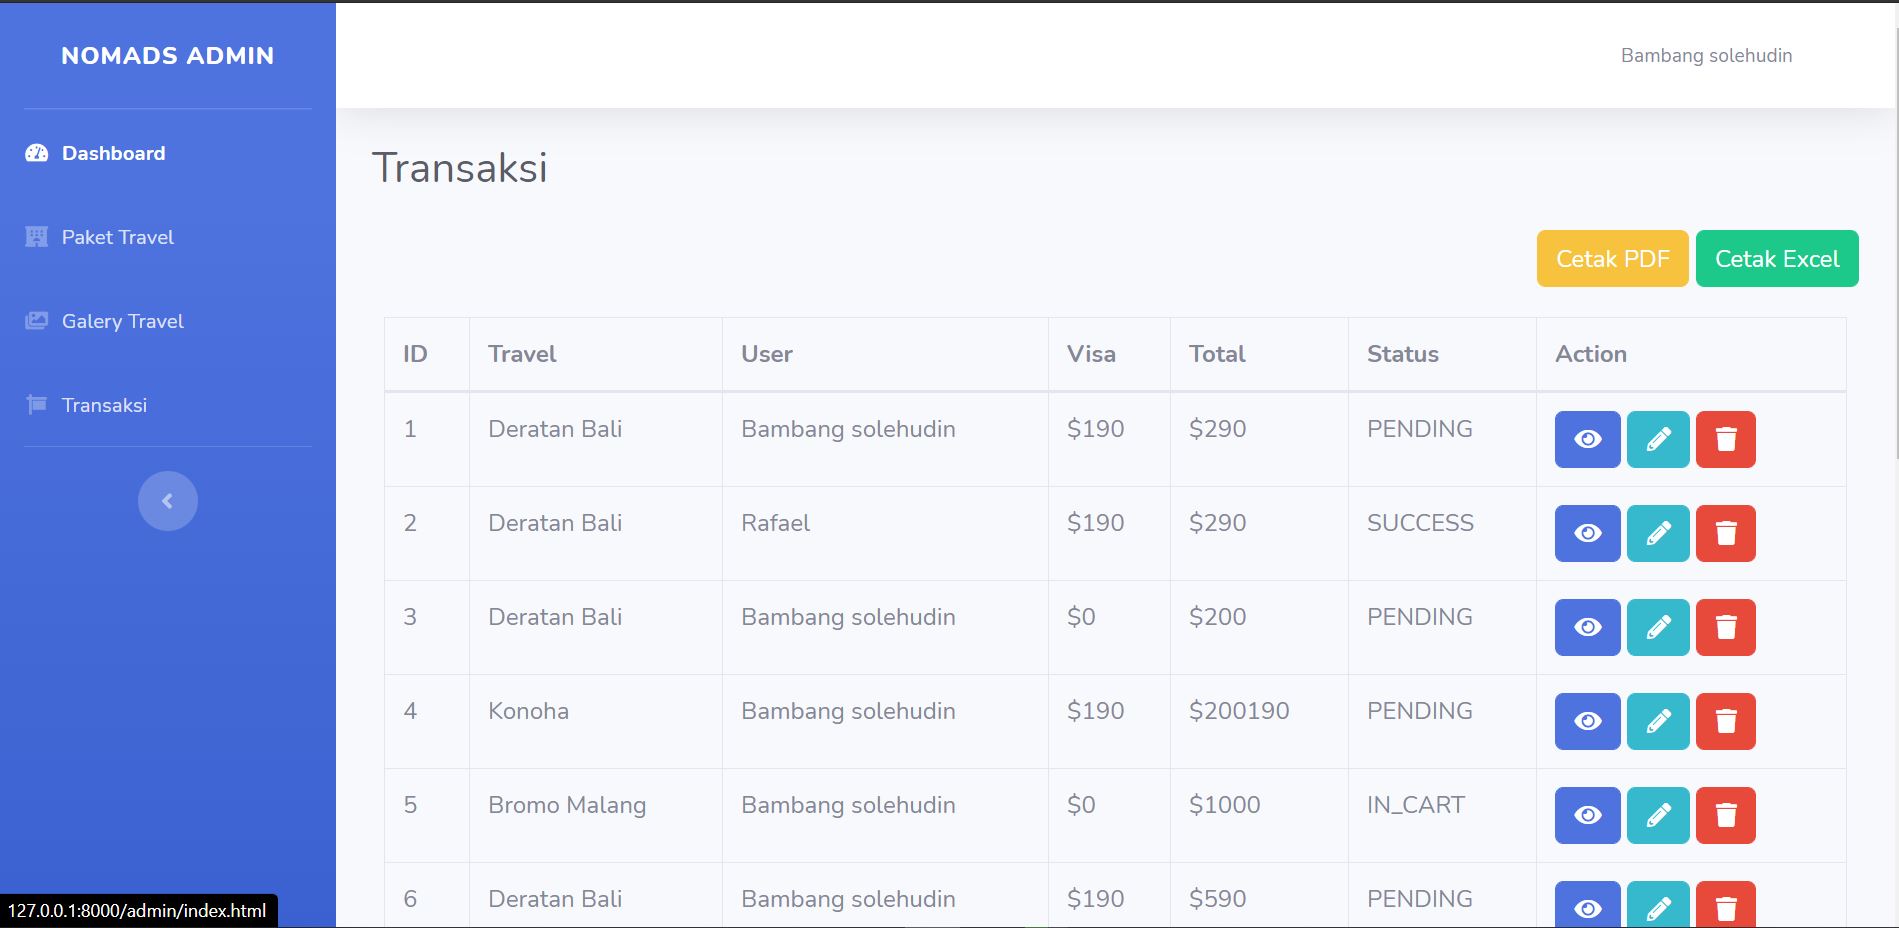 NOMADS ADMIN
Bambang solehudin
Dashboard
Paket Travel
Galery Travel
Transaksi
Transaksi
Cetak PDF Cetak Excel
ID Travel User Visa Total Status Action
1 Deratan Bali Bambang solehudin $190 $290 PENDING
2 Deratan Bali Rafael $190 $290 SUCCESS
3 Deratan Bali Bambang solehudin $0 $200 PENDING
4 Konoha Bambang solehudin $190 $200190 PENDING
5 Bromo Malang Bambang solehudin $0 $1000 IN_CART
6 Deratan Bali Bambang solehudin $190 $590 PENDING
127.0.0.1:8000/admin/index.html